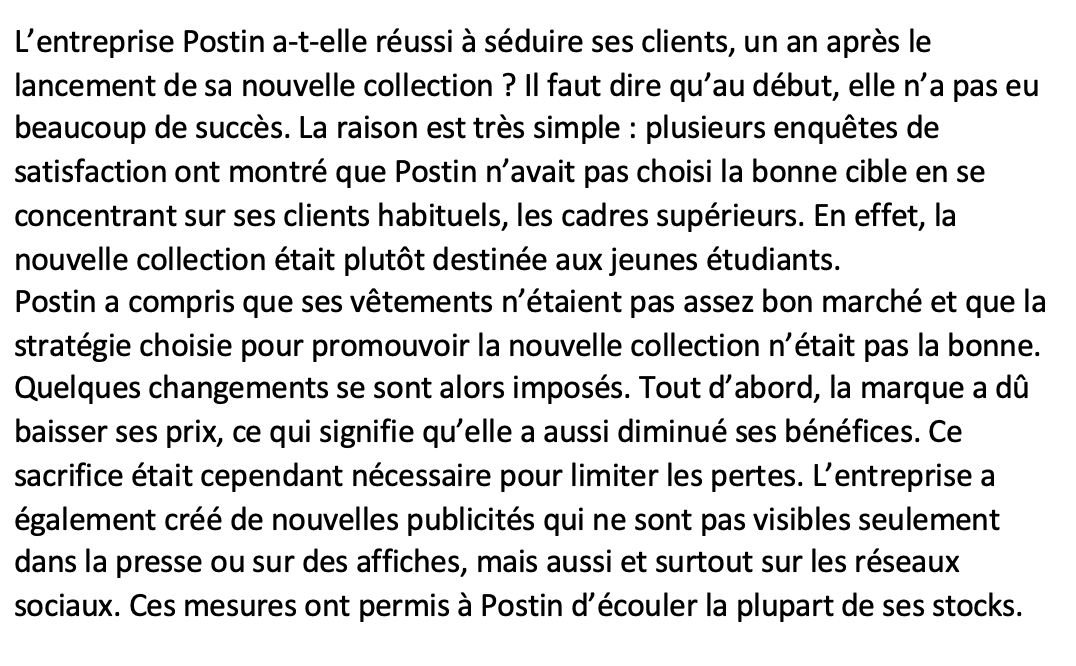 L’entreprise Postin a-t-elle réussi à séduire ses clients, un an après le
lancement de sa nouvelle collection ? Il faut dire qu’au début, elle n’a pas eu
beaucoup de succès. La raison est très simple : plusieurs enquêtes de
satisfaction ont montré que Postin n’avait pas choisi la bonne cible en se
concentrant sur ses clients habituels, les cadres supérieurs. En effet, la
nouvelle collection était plutôt destinée aux jeunes étudiants.
Postin a compris que ses vêtements n’étaient pas assez bon marché et que la
stratégie choisie pour promouvoir la nouvelle collection n’était pas la bonne.
Quelques changements se sont alors imposés. Tout d’abord, la marque a dû
baisser ses prix, ce qui signifie qu’elle a aussi diminué ses bénéfices. Ce
sacrifice était cependant nécessaire pour limiter les pertes. L’entreprise a
également créé de nouvelles publicités qui ne sont pas visibles seulement
dans la presse ou sur des affiches, mais aussi et surtout sur les réseaux
sociaux. Ces mesures ont permis à Postin d’écouler la plupart de ses stocks.